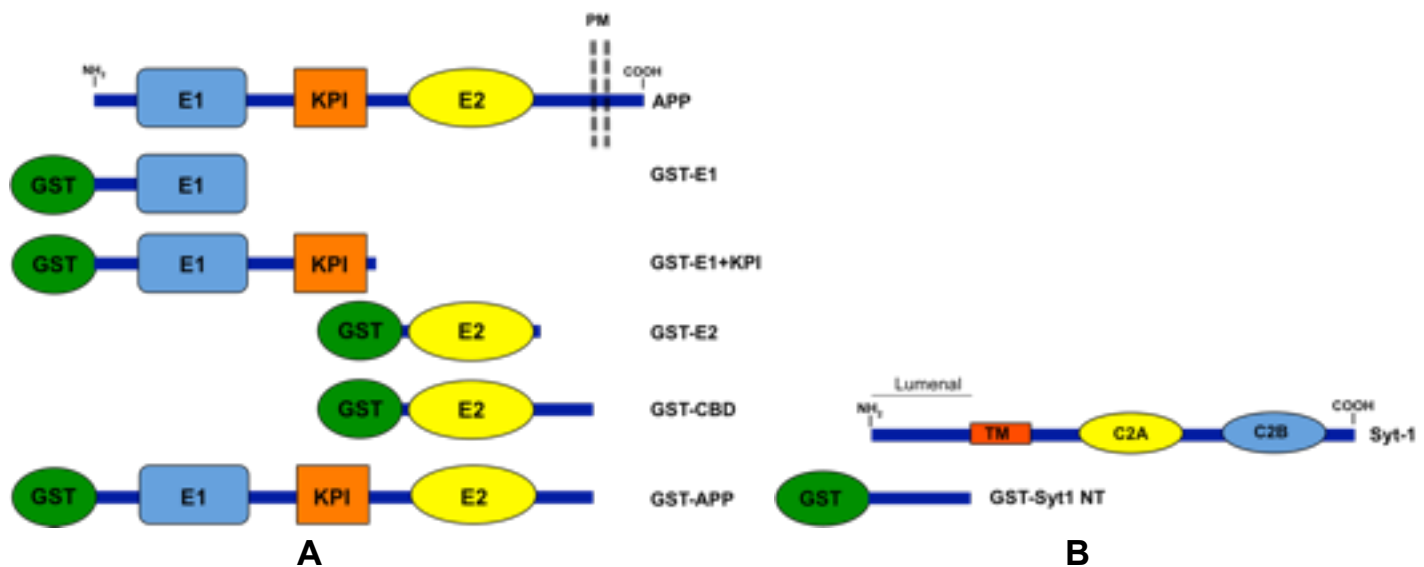 PM
NH₂ COOH
E1 KPI E2 APP
GST E1 GST-E1
GST E1 KPI GST-E1+KPI
GST E2 GST-E2
GST E2 GST-CBD
GST E1 KPI E2 GST-APP
A
Lumenal
NH₂ COOH
TM C2A C2B Syt-1
GST GST-Syt1 NT
B